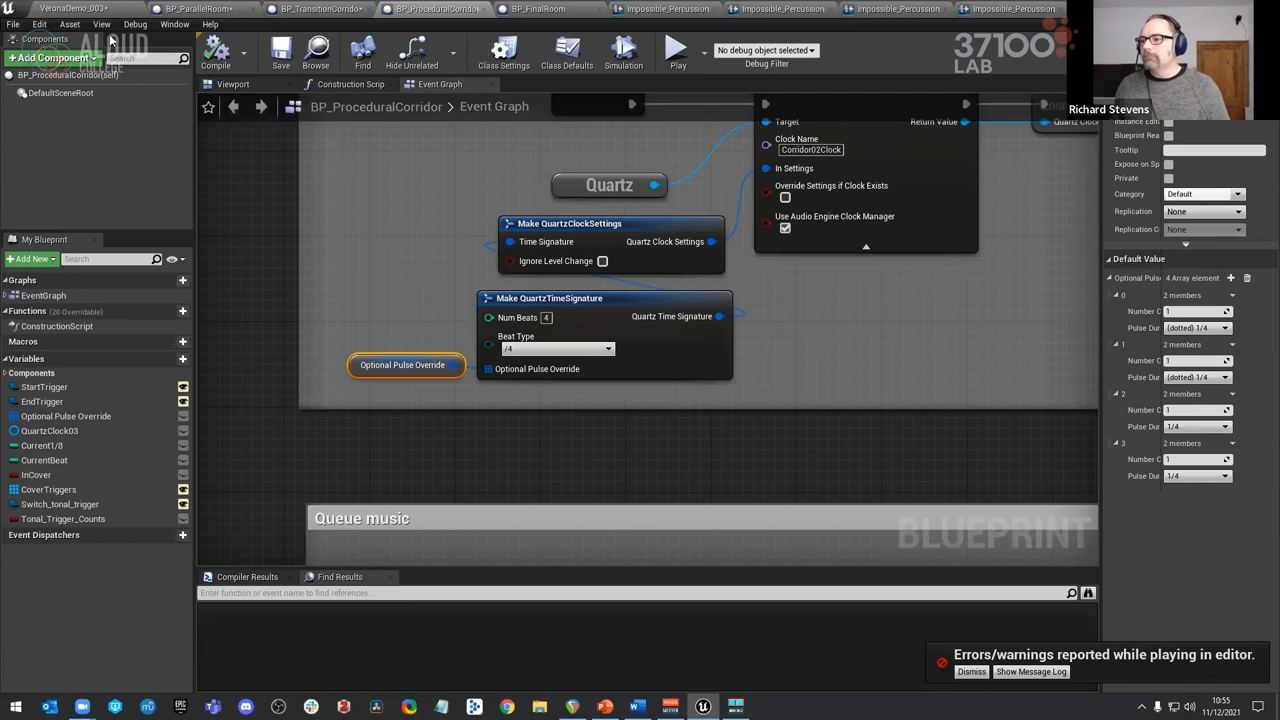 VeronaDemo_003*
BP_ParallelRoom*
BP_TransitionCorrido*
BP_ProceduralCorridor
BP_FinalRoom
Impossible_Percussion
Impossible_Percussion
Impossible_Percussion
Impossible_Percussion
File
Edit
Asset
View
Debug
Window
Help
Components
+ Add Component
Search
BP_ProceduralCorridor(self)
DefaultSceneRoot
Compile
Save
Browse
Find
Hide Unrelated
Class Settings
Class Defaults
Simulation
Play
No debug object selected
Debug Filter
37100
LAB
Richard Stevens
Viewport
Construction Scrip
Event Graph
BP_ProceduralCorridor > Event Graph
Target
Return Value
Clock Name
Corridor02Clock
In Settings
Override Settings if Clock Exists
Use Audio Engine Clock Manager
Quartz
Make QuartzClockSettings
Time Signature
Quartz Clock Settings
Ignore Level Change
Make QuartzTimeSignature
Num Beats 4
Quartz Time Signature
Beat Type
/4
Optional Pulse Override
Optional Pulse Override
Queue music
BLUEPRINT
My Blueprint
+ Add New
Search
Graphs
EventGraph
Functions (20 Overridable)
ConstructionScript
Macros
Variables
Components
StartTrigger
EndTrigger
Optional Pulse Override
QuartzClock03
Current1/8
CurrentBeat
InCover
CoverTriggers
Switch_tonal_trigger
Tonal_Trigger_Counts
Event Dispatchers
Compiler Results
Find Results
Enter function or event name to find references...
Instance Edit
Blueprint Rea
Tooltip
Expose on Sp
Private
Category
Default
Replication
None
Replication C
None
Default Value
Optional Pulse
4 Array element
0
2 members
Number C
1
Pulse Dur
(dotted) 1/4
1
2 members
Number C
1
Pulse Dur
(dotted) 1/4
2
2 members
Number C
1
Pulse Dur
1/4
3
2 members
Number C
1
Pulse Dur
1/4
Errors/warnings reported while playing in editor.
Dismiss
Show Message Log
10:55
11/12/2021